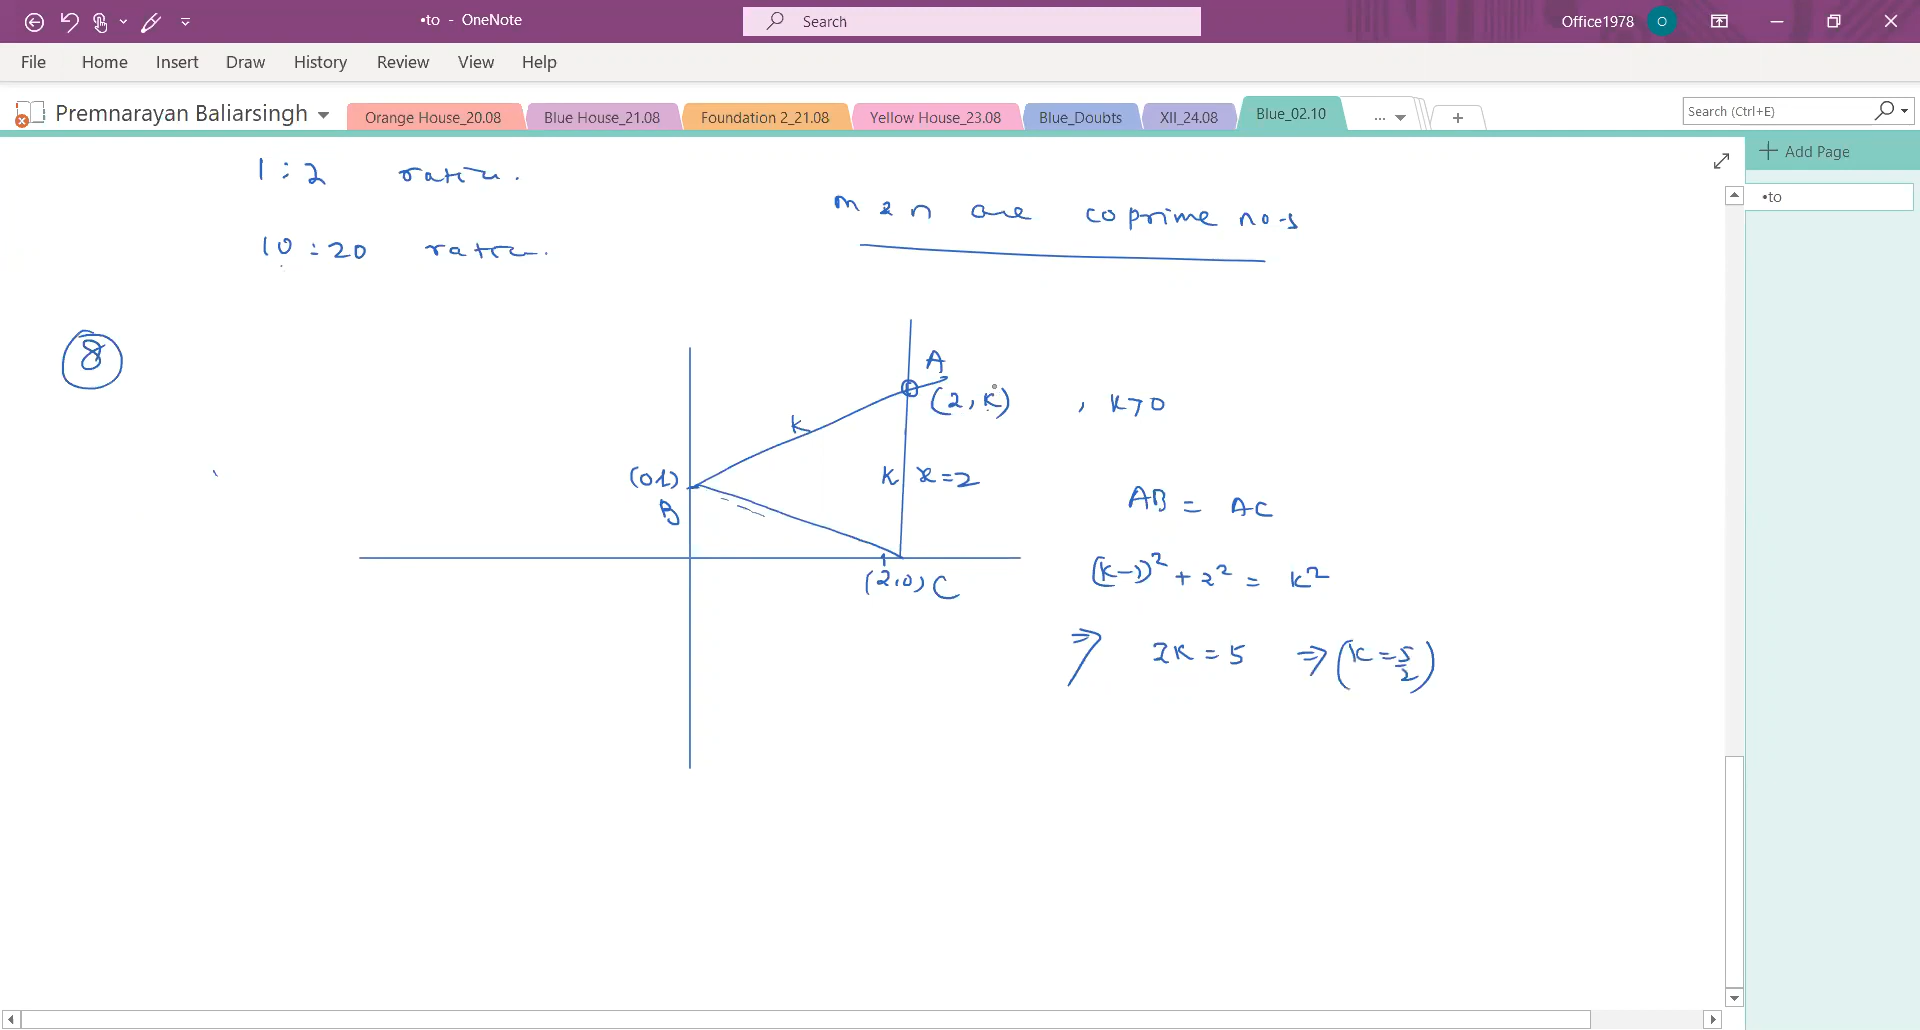 •to - OneNote
Search
Office1978
O
File Home Insert Draw History Review View Help
Premnarayan Baliarsingh
Orange House_20.08
Blue House_21.08
Foundation 2_21.08
Yellow House_23.08
Blue_Doubts
XII_24.08
Blue_02.10
...
+
Search (Ctrl+E)
+ Add Page
•to
1 : 2 ratio.
m & n are coprime no-s
10 : 20 ratio.
8
A
(2, K) , K>0
K
(0,1)
B
K x=2
AB = AC
(2,0) C
(K-1)² + 2² = K²
⇒ 2K = 5 ⇒ (K = 5/2)